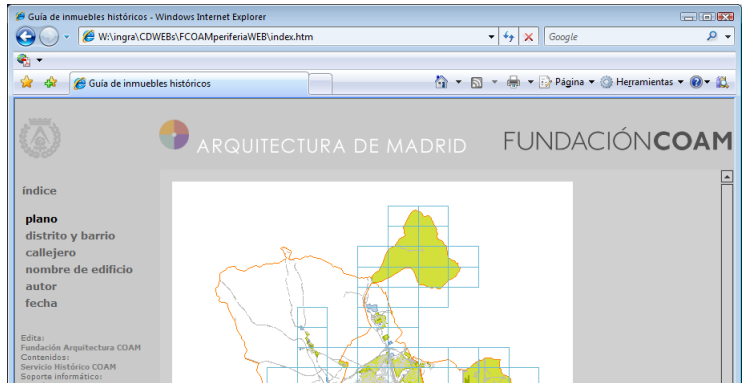 Guía de inmuebles históricos - Windows Internet Explorer
W:\ingra\CDWEBs\FCOAMperiferiaWEB\index.htm
Google
Guía de inmuebles históricos
Página
Herramientas
ARQUITECTURA DE MADRID
FUNDACIÓNCOAM
índice
plano
distrito y barrio
callejero
nombre de edificio
autor
fecha
Edita:
Fundación Arquitectura COAM
Contenidos:
Servicio Histórico COAM
Soporte informático: